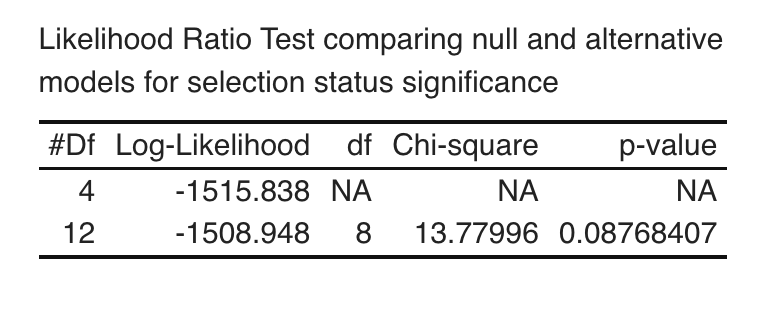 Likelihood Ratio Test comparing null and alternative
models for selection status significance
#Df Log-Likelihood df Chi-square p-value
4 -1515.838 NA NA NA
12 -1508.948 8 13.77996 0.08768407